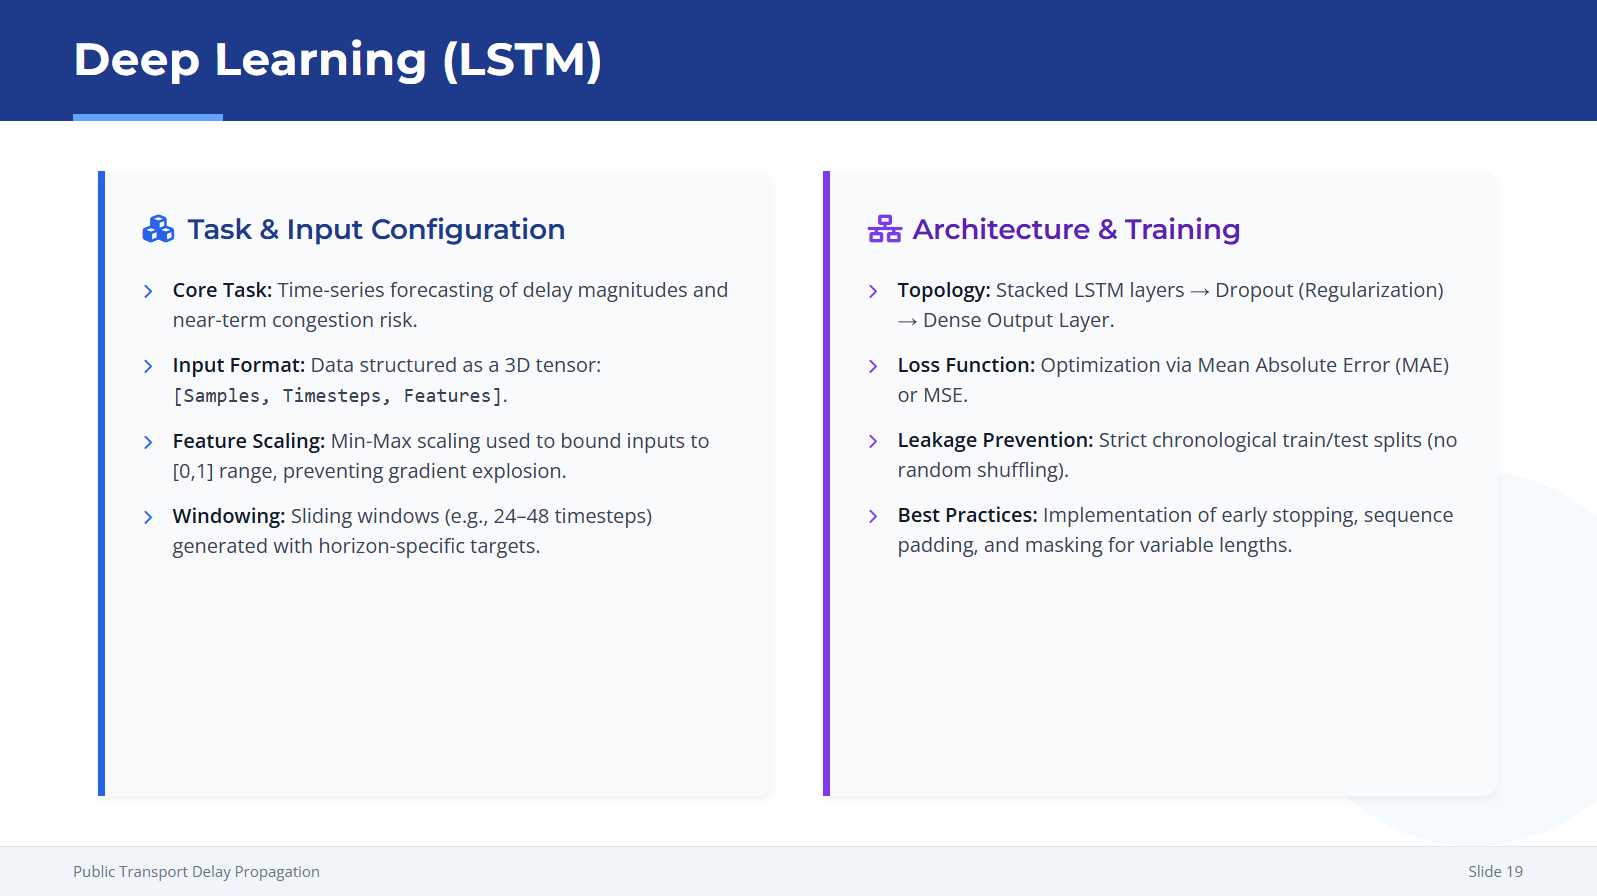 Deep Learning (LSTM)
Task & Input Configuration
Core Task: Time-series forecasting of delay magnitudes and
near-term congestion risk.
Input Format: Data structured as a 3D tensor:
[Samples, Timesteps, Features].
Feature Scaling: Min-Max scaling used to bound inputs to
[0,1] range, preventing gradient explosion.
Windowing: Sliding windows (e.g., 24–48 timesteps)
generated with horizon-specific targets.
Architecture & Training
Topology: Stacked LSTM layers → Dropout (Regularization)
→ Dense Output Layer.
Loss Function: Optimization via Mean Absolute Error (MAE)
or MSE.
Leakage Prevention: Strict chronological train/test splits (no
random shuffling).
Best Practices: Implementation of early stopping, sequence
padding, and masking for variable lengths.
Public Transport Delay Propagation
Slide 19